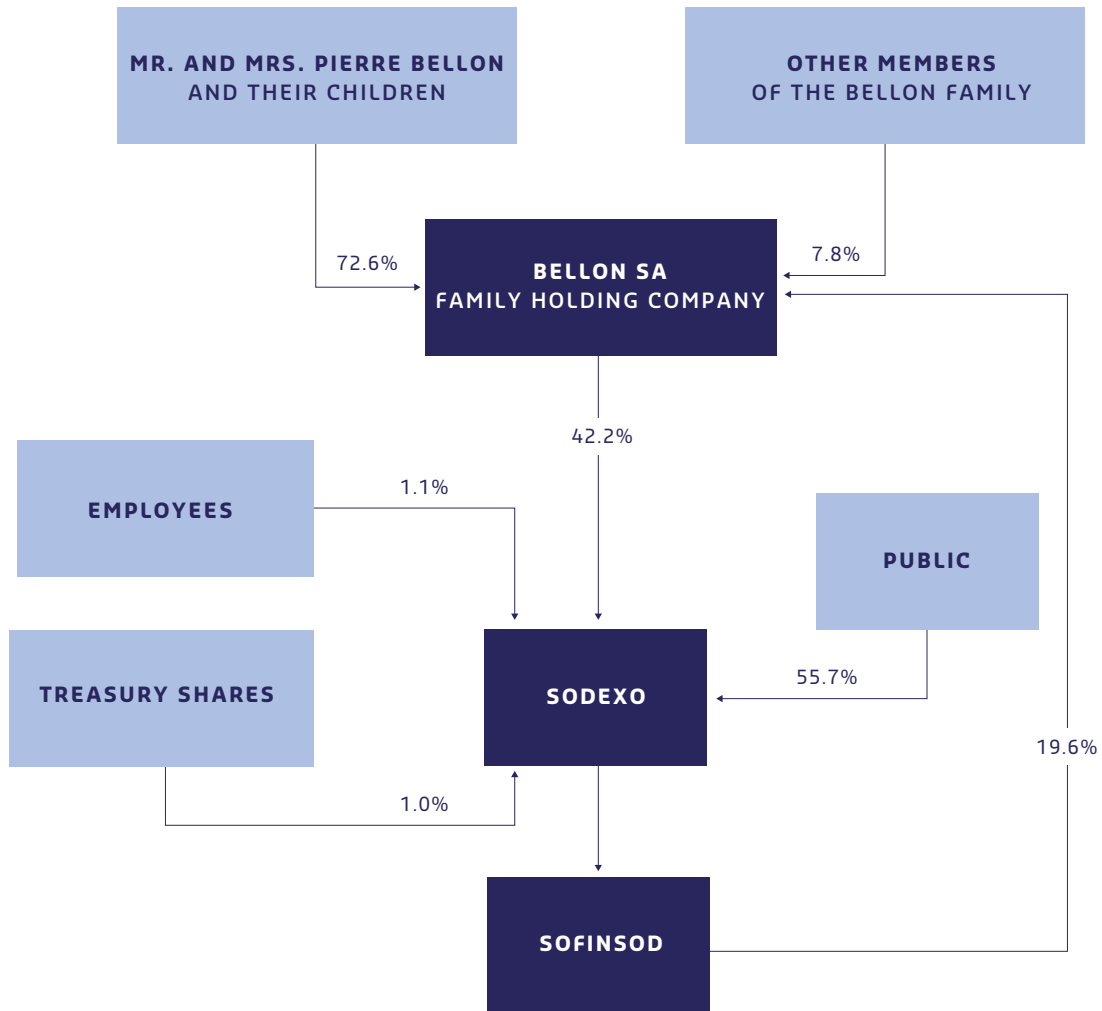 MR. AND MRS. PIERRE BELLON
AND THEIR CHILDREN
OTHER MEMBERS
OF THE BELLON FAMILY
72.6%
7.8%
BELLON SA
FAMILY HOLDING COMPANY
42.2%
EMPLOYEES
1.1%
PUBLIC
TREASURY SHARES
SODEXO
55.7%
19.6%
1.0%
SOFINSOD